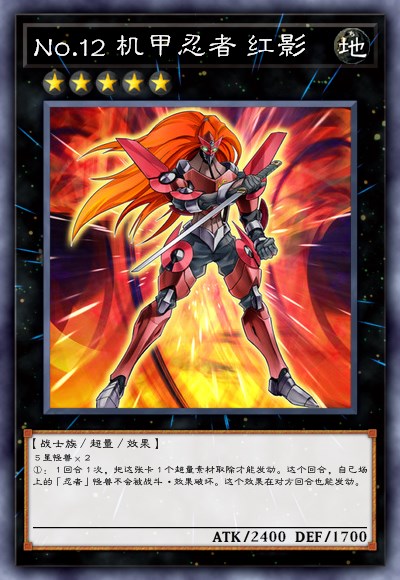 No.12 机甲忍者 红影
地
【战士族／超量／效果】
５星怪兽×２
①：１回合１次，把这张卡１个超量素材取除才能发动。这个回合，自己场
上的「忍者」怪兽不会被战斗·效果破坏。这个效果在对方回合也能发动。
ATK/2400 DEF/1700